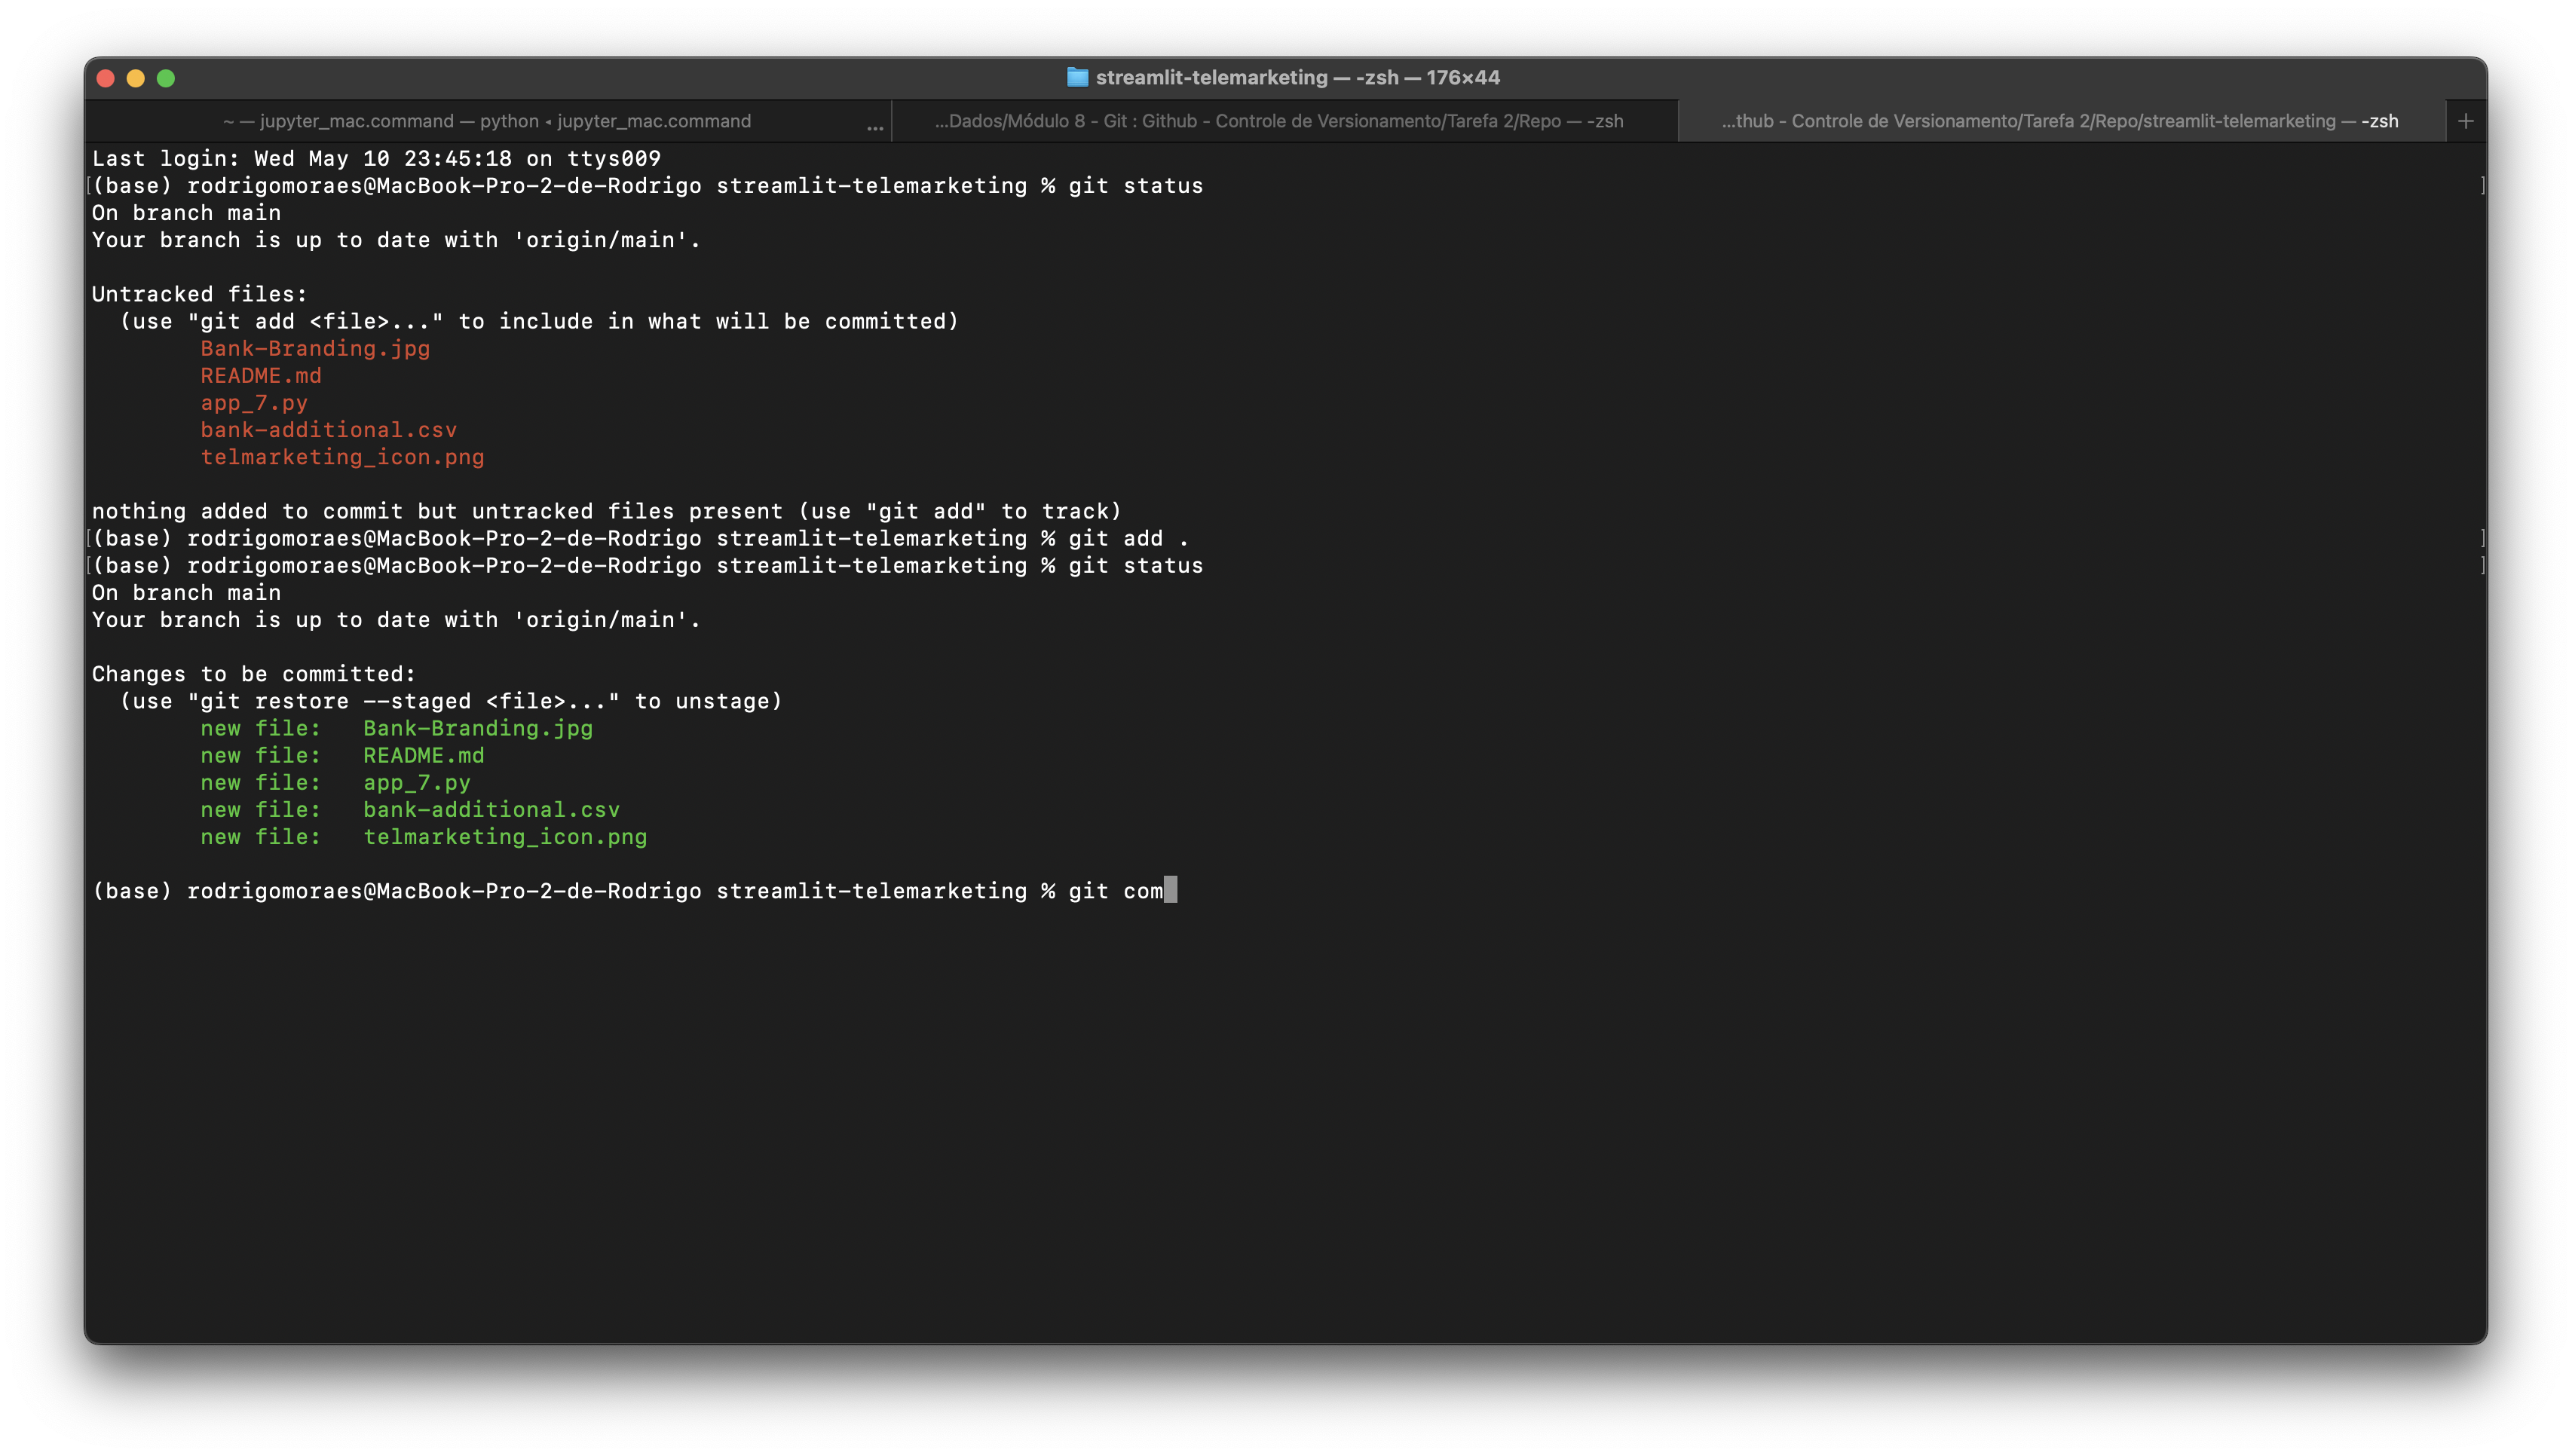 streamlit-telemarketing — -zsh — 176×44
~ — jupyter_mac.command — python ◂ jupyter_mac.command ...
...Dados/Módulo 8 - Git : Github - Controle de Versionamento/Tarefa 2/Repo — -zsh
...thub - Controle de Versionamento/Tarefa 2/Repo/streamlit-telemarketing — -zsh
+
Last login: Wed May 10 23:45:18 on ttys009
[(base) rodrigomoraes@MacBook-Pro-2-de-Rodrigo streamlit-telemarketing % git status ]
On branch main
Your branch is up to date with 'origin/main'.
Untracked files:
(use "git add <file>..." to include in what will be committed)
Bank-Branding.jpg
README.md
app_7.py
bank-additional.csv
telmarketing_icon.png
nothing added to commit but untracked files present (use "git add" to track)
[(base) rodrigomoraes@MacBook-Pro-2-de-Rodrigo streamlit-telemarketing % git add . ]
[(base) rodrigomoraes@MacBook-Pro-2-de-Rodrigo streamlit-telemarketing % git status ]
On branch main
Your branch is up to date with 'origin/main'.
Changes to be committed:
(use "git restore --staged <file>..." to unstage)
new file:   Bank-Branding.jpg
new file:   README.md
new file:   app_7.py
new file:   bank-additional.csv
new file:   telmarketing_icon.png
(base) rodrigomoraes@MacBook-Pro-2-de-Rodrigo streamlit-telemarketing % git com